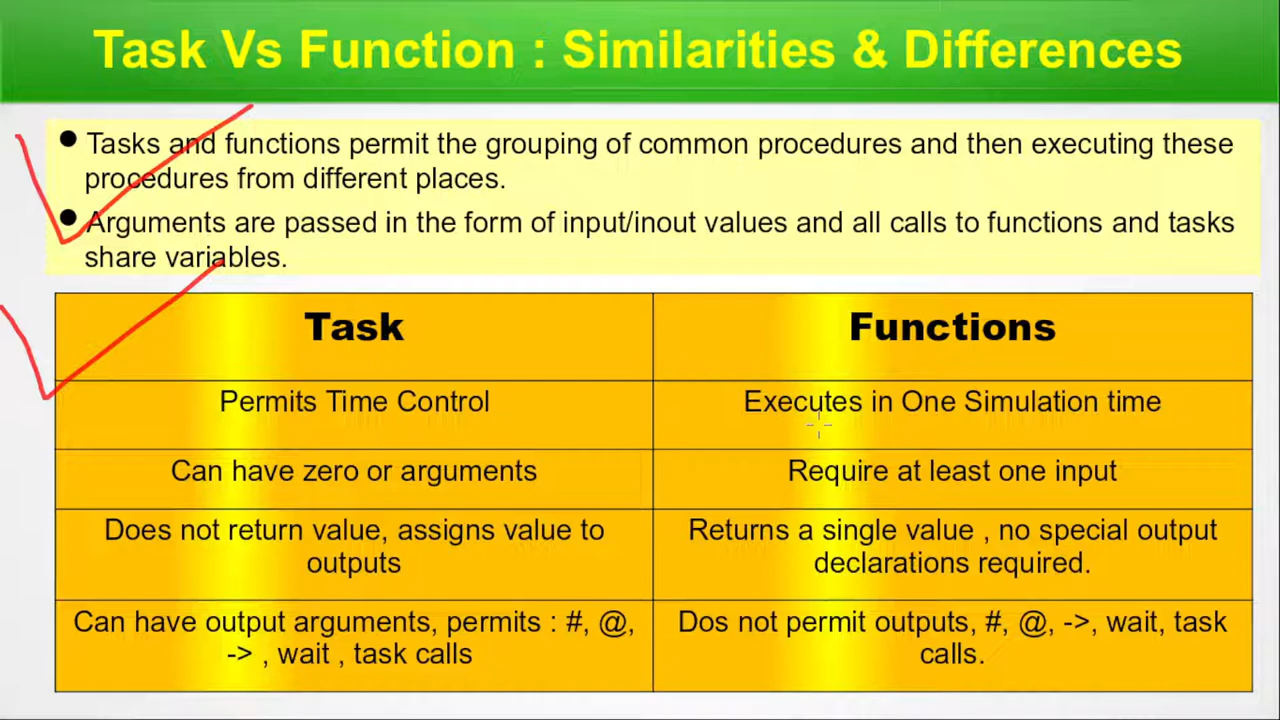 Task Vs Function : Similarities & Differences
Tasks and functions permit the grouping of common procedures and then executing these
procedures from different places.
Arguments are passed in the form of input/inout values and all calls to functions and tasks
share variables.
Task
Functions
Permits Time Control
Executes in One Simulation time
Can have zero or arguments
Require at least one input
Does not return value, assigns value to
outputs
Returns a single value , no special output
declarations required.
Can have output arguments, permits : #, @,
-> , wait , task calls
Dos not permit outputs, #, @, ->, wait, task
calls.